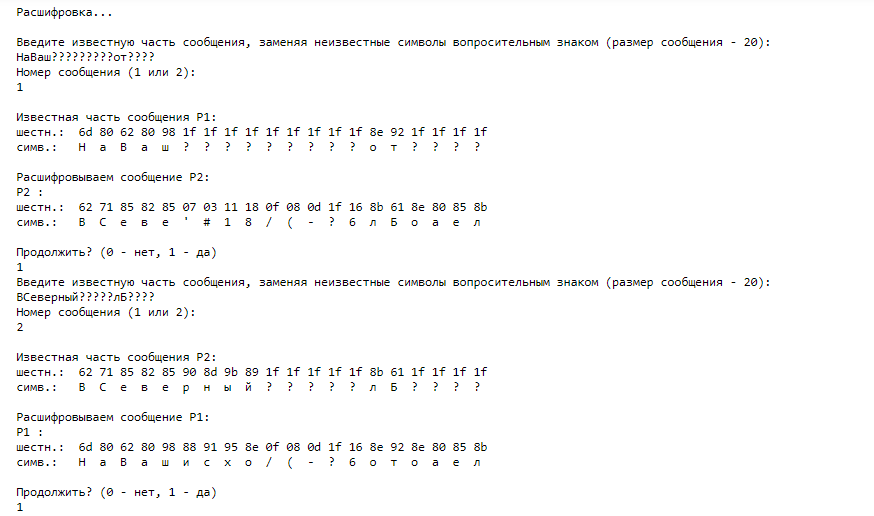 Расшифровка...
Введите известную часть сообщения, заменяя неизвестные символы вопросительным знаком (размер сообщения - 20):
НаВаш?????????от????
Номер сообщения (1 или 2):
1
Известная часть сообщения P1:
шестн.: 6d 80 62 80 98 1f 1f 1f 1f 1f 1f 1f 1f 1f 8e 92 1f 1f 1f 1f
симв.: Н а В а ш ? ? ? ? ? ? ? ? ? о т ? ? ? ?
Расшифровываем сообщение P2:
P2 :
шестн.: 62 71 85 82 85 07 03 11 18 0f 08 0d 1f 16 8b 61 8e 80 85 8b
симв.: В С е в е ' # 1 8 / ( - ? 6 л Б о а е л
Продолжить? (0 - нет, 1 - да)
1
Введите известную часть сообщения, заменяя неизвестные символы вопросительным знаком (размер сообщения - 20):
ВСеверный?????лБ????
Номер сообщения (1 или 2):
2
Известная часть сообщения P2:
шестн.: 62 71 85 82 85 90 8d 9b 89 1f 1f 1f 1f 1f 8b 61 1f 1f 1f 1f
симв.: В С е в е р н ы й ? ? ? ? ? л Б ? ? ? ?
Расшифровываем сообщение P1:
P1 :
шестн.: 6d 80 62 80 98 88 91 95 8e 0f 08 0d 1f 16 8e 92 8e 80 85 8b
симв.: Н а В а ш и с х о / ( - ? 6 о т о а е л
Продолжить? (0 - нет, 1 - да)
1